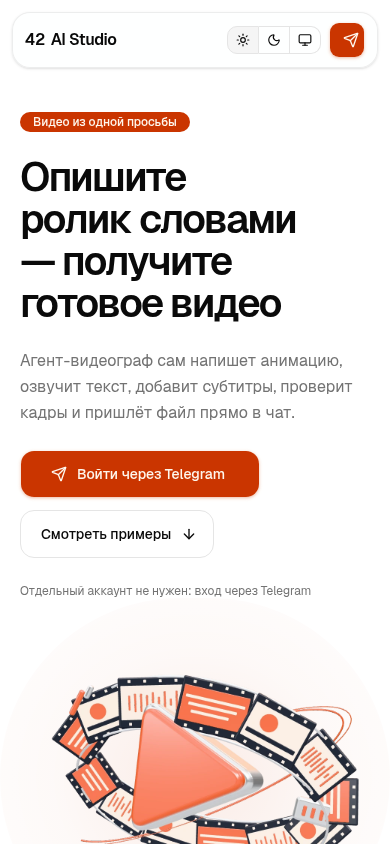 42 AI Studio
Видео из одной просьбы
Опишите
ролик словами
— получите
готовое видео
Агент-видеограф сам напишет анимацию,
озвучит текст, добавит субтитры, проверит
кадры и пришлёт файл прямо в чат.
Войти через Telegram
Смотреть примеры
Отдельный аккаунт не нужен: вход через Telegram